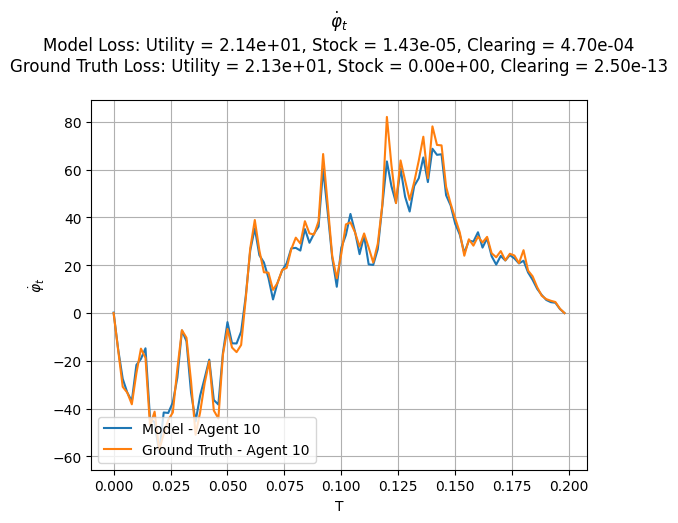 φ̇ₜ
Model Loss: Utility = 2.14e+01, Stock = 1.43e-05, Clearing = 4.70e-04
Ground Truth Loss: Utility = 2.13e+01, Stock = 0.00e+00, Clearing = 2.50e-13
80
60
40
20
0
−20
−40
−60
φ̇ₜ
Model - Agent 10
Ground Truth - Agent 10
0.000 0.025 0.050 0.075 0.100 0.125 0.150 0.175 0.200
T